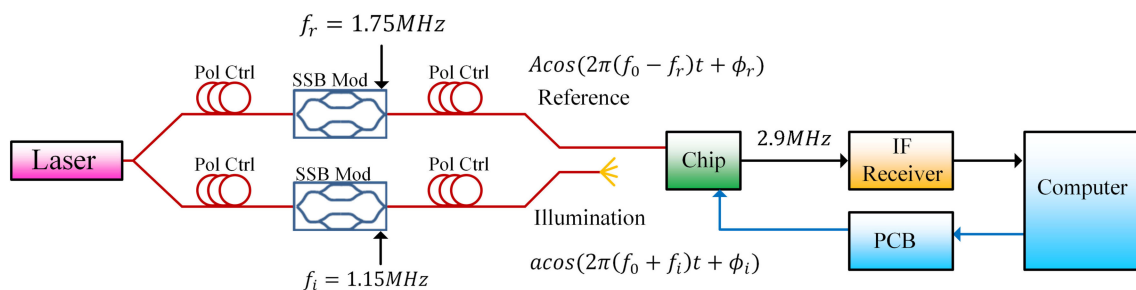 f_r = 1.75MHz
Pol Ctrl
SSB Mod
Pol Ctrl
Acos(2π(f_0 − f_r)t + ϕ_r)
Reference
Laser
Chip
2.9MHz
IF
Receiver
Computer
Pol Ctrl
SSB Mod
Pol Ctrl
Illumination
PCB
acos(2π(f_0 + f_i)t + ϕ_i)
f_i = 1.15MHz